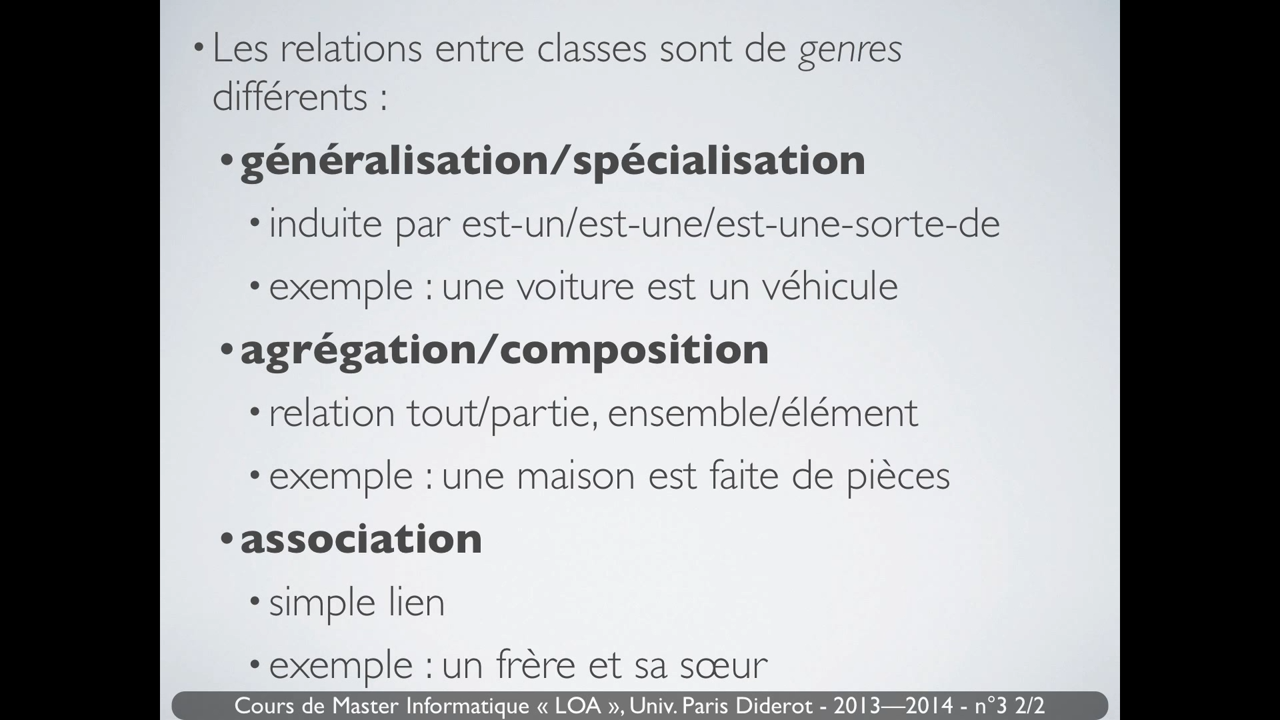 • Les relations entre classes sont de genres
différents :
• généralisation/spécialisation
• induite par est-un/est-une/est-une-sorte-de
• exemple : une voiture est un véhicule
• agrégation/composition
• relation tout/partie, ensemble/élément
• exemple : une maison est faite de pièces
• association
• simple lien
• exemple : un frère et sa sœur
Cours de Master Informatique « LOA », Univ. Paris Diderot - 2013—2014 - n°3 2/2